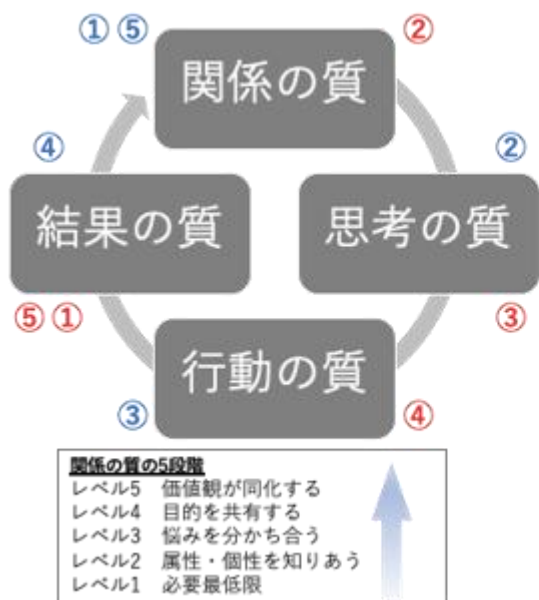 ① ⑤
②
関係の質
④
②
結果の質
思考の質
⑤ ①
③
行動の質
③
④
関係の質の5段階
レベル5 価値観が同化する
レベル4 目的を共有する
レベル3 悩みを分かち合う
レベル2 属性・個性を知りあう
レベル1 必要最低限